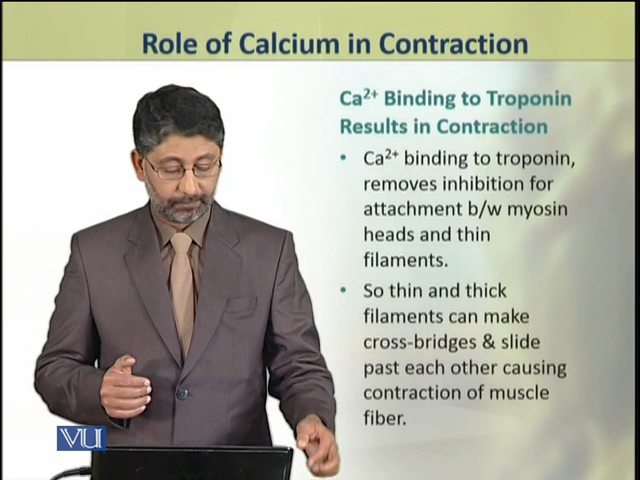 Role of Calcium in Contraction
Ca²⁺ Binding to Troponin
Results in Contraction
• Ca²⁺ binding to troponin,
removes inhibition for
attachment b/w myosin
heads and thin
filaments.
• So thin and thick
filaments can make
cross-bridges & slide
past each other causing
contraction of muscle
fiber.
VU